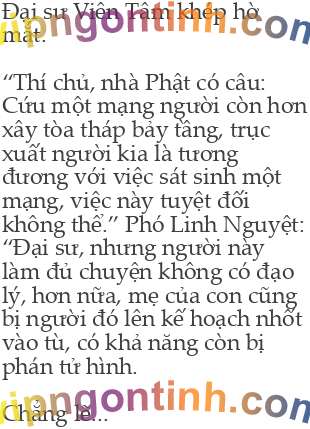 Đại sư Viên Tâm khép hờ
mắt.
“Thí chủ, nhà Phật có câu:
Cứu một mạng người còn hơn
xây tòa tháp bảy tầng, trục
xuất người kia là tương
đương với việc sát sinh một
mạng, việc này tuyệt đối
không thể.” Phó Linh Nguyệt:
“Đại sư, nhưng người này
làm đủ chuyện không có đạo
lý, hơn nữa, mẹ của con cũng
bị người đó lên kế hoạch nhốt
vào tù, có khả năng còn bị
phán tử hình.
Chẳng lẽ...
vipngontinh.com
vipngontinh.com